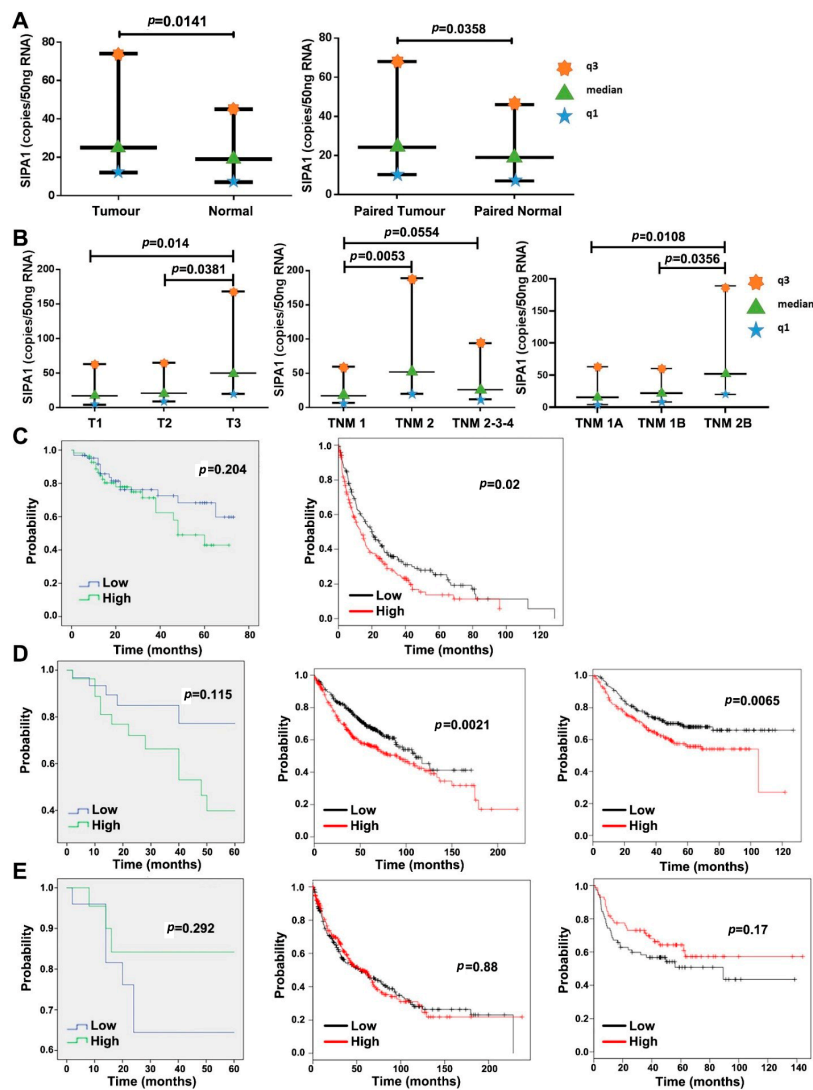 A
p=0.0141
p=0.0358
SIPA1 (copies/50ng RNA)
80
60
40
20
0
Tumour
Normal
SIPA1 (copies/50ng RNA)
80
60
40
20
0
Paired Tumour
Paired Normal
q3
median
q1
B
p=0.014
p=0.0381
SIPA1 (copies/50ng RNA)
200
150
100
50
0
T1
T2
T3
p=0.0554
p=0.0053
SIPA1 (copies/50ng RNA)
200
150
100
50
0
TNM 1
TNM 2
TNM 2-3-4
p=0.0108
p=0.0356
SIPA1 (copies/50ng RNA)
200
150
100
50
0
TNM 1A
TNM 1B
TNM 2B
q3
median
q1
C
Probability
1.0
0.8
0.6
0.4
0.2
0.0
p=0.204
Low
High
0 20 40 60 80
Time (months)
Probability
1.0
0.8
0.6
0.4
0.2
0.0
p=0.02
Low
High
0 20 40 60 80 100 120
Time (months)
D
Probability
1.0
0.8
0.6
0.4
p=0.115
Low
High
0 10 20 30 40 50 60
Time (months)
Probability
1.0
0.8
0.6
0.4
0.2
0.0
p=0.0021
Low
High
0 50 100 150 200
Time (months)
Probability
1.0
0.8
0.6
0.4
0.2
0.0
p=0.0065
Low
High
0 20 40 60 80 100 120
Time (months)
E
Probability
1.0
0.9
0.8
0.7
0.6
p=0.292
Low
High
0 10 20 30 40 50 60
Time (months)
Probability
1.0
0.8
0.6
0.4
0.2
0.0
p=0.88
Low
High
0 50 100 150 200
Time (months)
Probability
1.0
0.8
0.6
0.4
0.2
0.0
p=0.17
Low
High
0 20 40 60 80 100 120 140
Time (months)